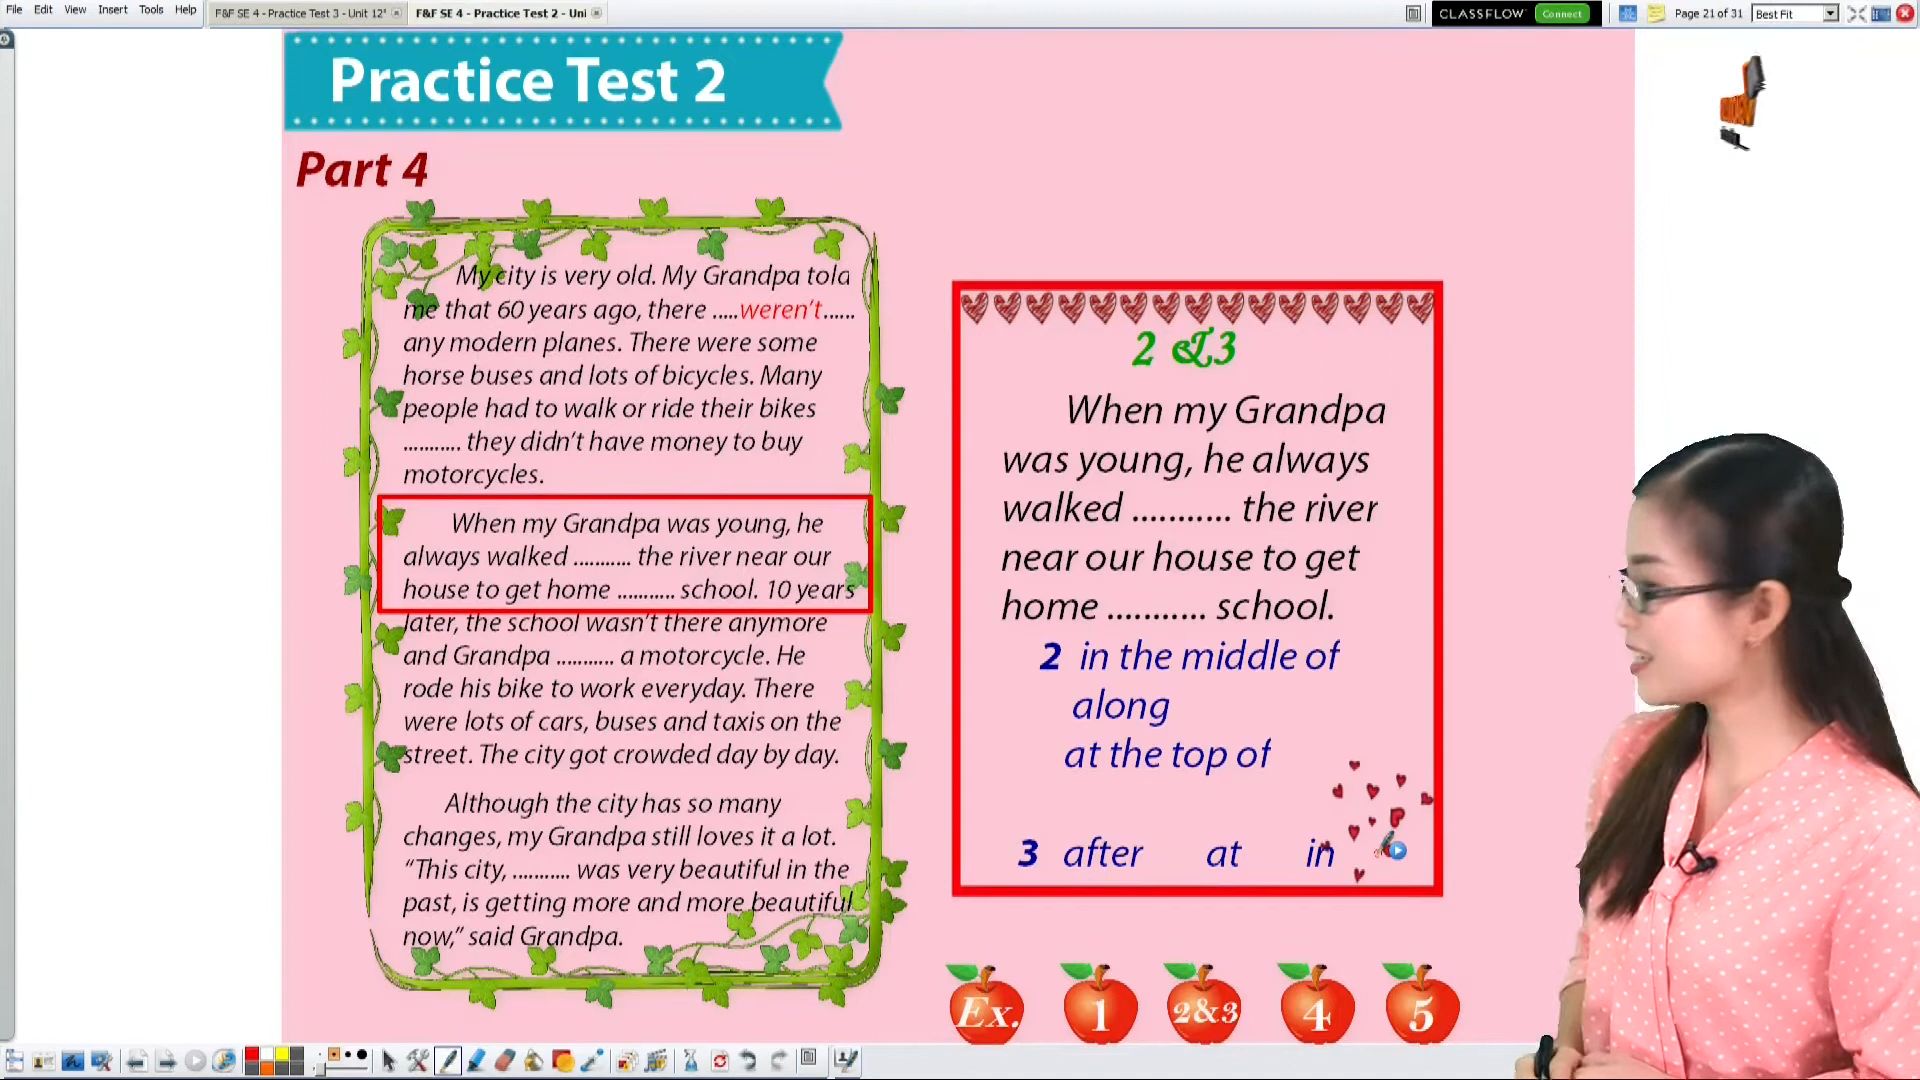 File Edit View Insert Tools Help
F&F SE 4 - Practice Test 3 - Unit 12*
F&F SE 4 - Practice Test 2 - Uni
CLASSFLOW Connect
Page 21 of 31
Best Fit
Practice Test 2
Part 4
My city is very old. My Grandpa told
me that 60 years ago, there .....weren't......
any modern planes. There were some
horse buses and lots of bicycles. Many
people had to walk or ride their bikes
........... they didn't have money to buy
motorcycles.
When my Grandpa was young, he
always walked ........... the river near our
house to get home ........... school. 10 years
later, the school wasn't there anymore
and Grandpa ........... a motorcycle. He
rode his bike to work everyday. There
were lots of cars, buses and taxis on the
street. The city got crowded day by day.
Although the city has so many
changes, my Grandpa still loves it a lot.
"This city, ........... was very beautiful in the
past, is getting more and more beautiful
now," said Grandpa.
2 & 3
When my Grandpa
was young, he always
walked ........... the river
near our house to get
home ........... school.
2 in the middle of
along
at the top of
3 after at in
Ex. 1 2&3 4 5